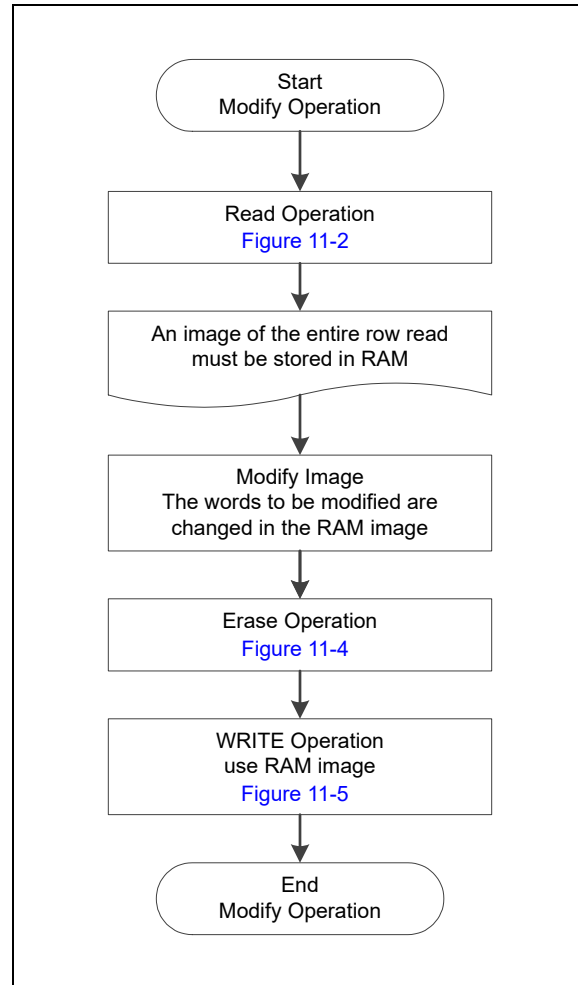 Start
Modify Operation
Read Operation
Figure 11-2
An image of the entire row read
must be stored in RAM
Modify Image
The words to be modified are
changed in the RAM image
Erase Operation
Figure 11-4
WRITE Operation
use RAM image
Figure 11-5
End
Modify Operation